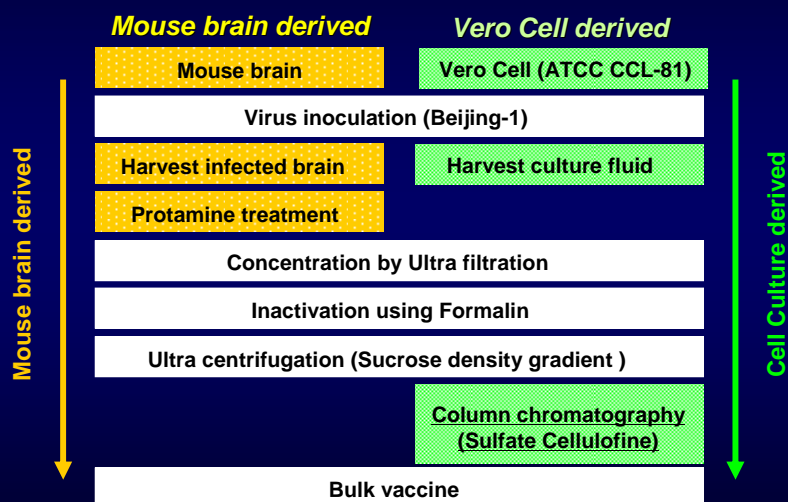 Mouse brain derived
Vero Cell derived
Mouse brain
Vero Cell (ATCC CCL-81)
Virus inoculation (Beijing-1)
Harvest infected brain
Harvest culture fluid
Protamine treatment
Concentration by Ultra filtration
Inactivation using Formalin
Ultra centrifugation (Sucrose density gradient )
Column chromatography
(Sulfate Cellulofine)
Bulk vaccine
Mouse brain derived
Cell Culture derived